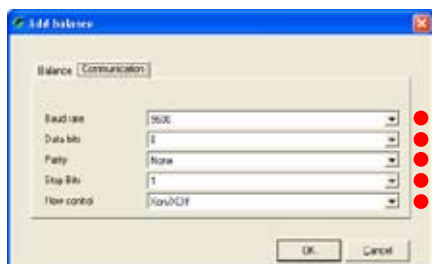 Add balance
Balance Communication
Baud rate 9600
Data bits 8
Parity None
Stop Bits 1
Flow control Xon/Xoff
OK Cancel